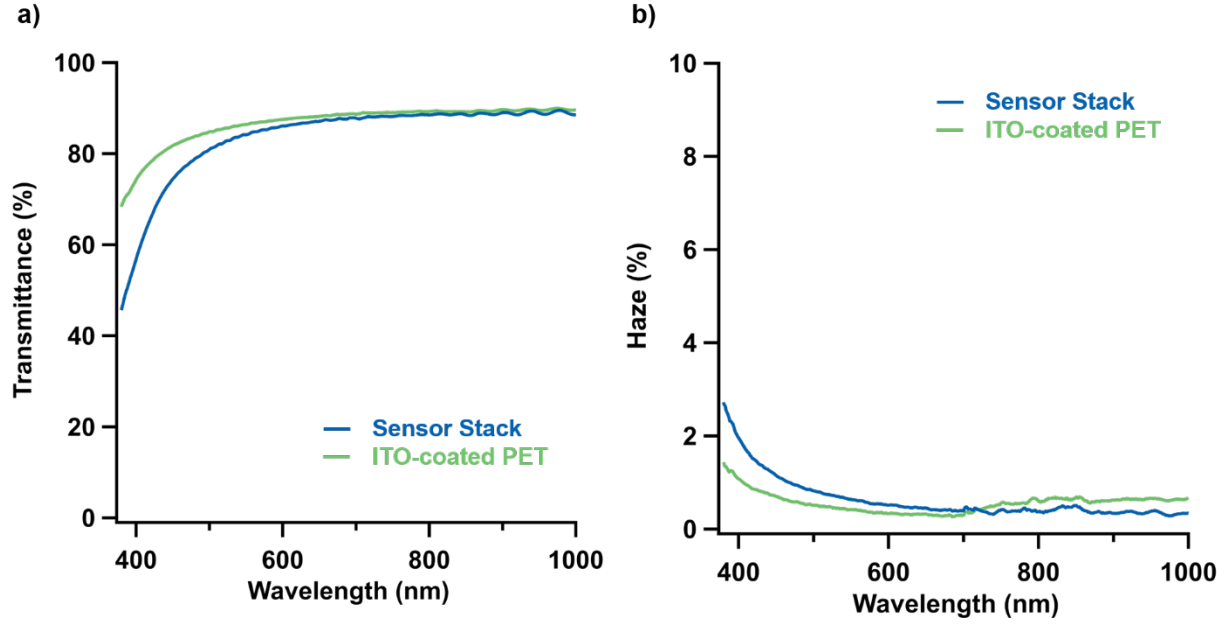 a)
Transmittance (%)
100
80
60
40
20
0
400
600
800
1000
Wavelength (nm)
Sensor Stack
ITO-coated PET
b)
Haze (%)
10
8
6
4
2
0
400
600
800
1000
Wavelength (nm)
Sensor Stack
ITO-coated PET